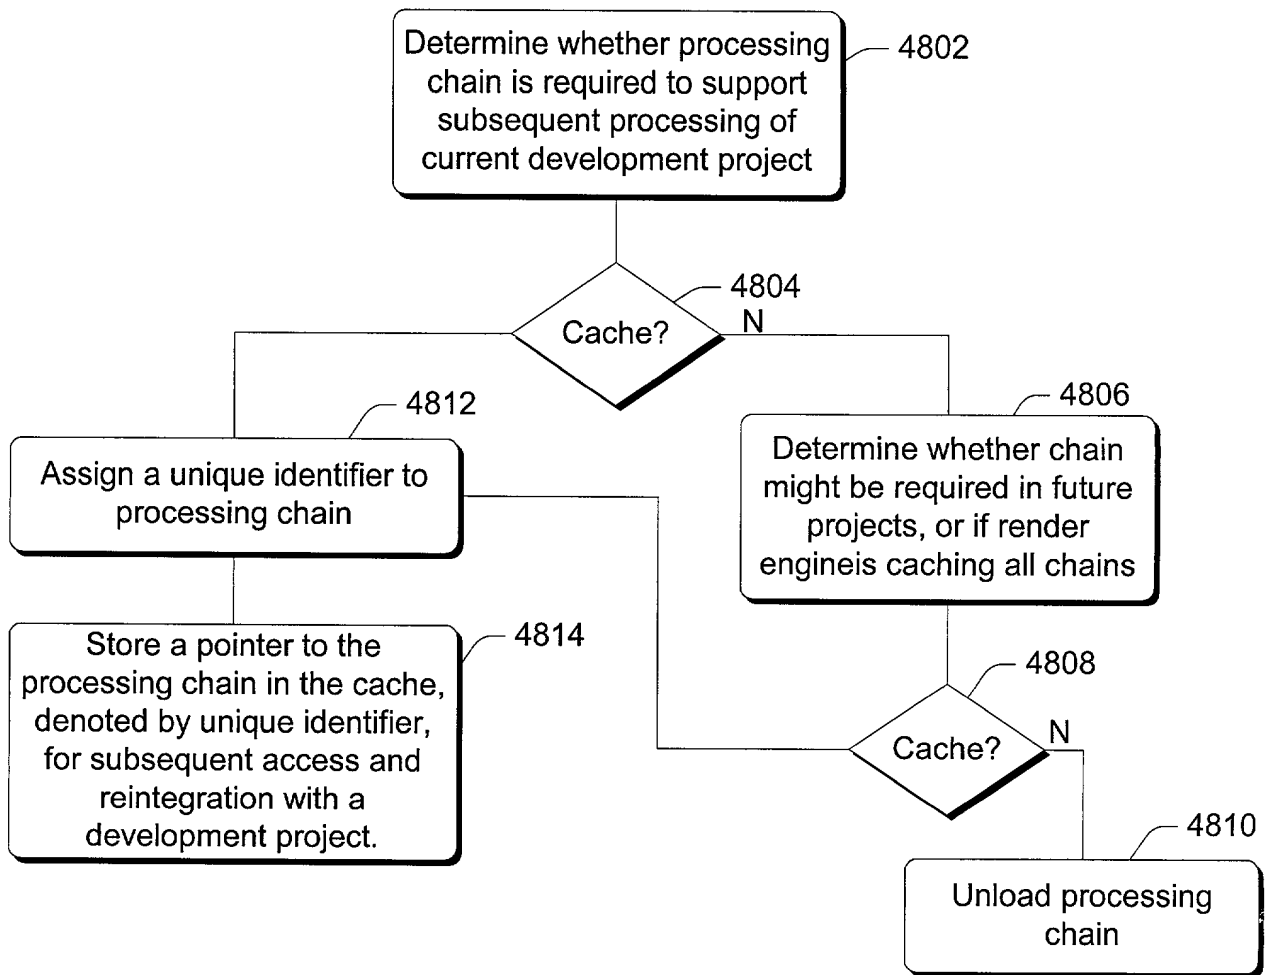 Determine whether processing
chain is required to support
subsequent processing of
current development project
4802
4804
Cache?
N
4812
Assign a unique identifier to
processing chain
4806
Determine whether chain
might be required in future
projects, or if render
engineis caching all chains
4814
Store a pointer to the
processing chain in the cache,
denoted by unique identifier,
for subsequent access and
reintegration with a
development project.
4808
Cache?
N
4810
Unload processing
chain